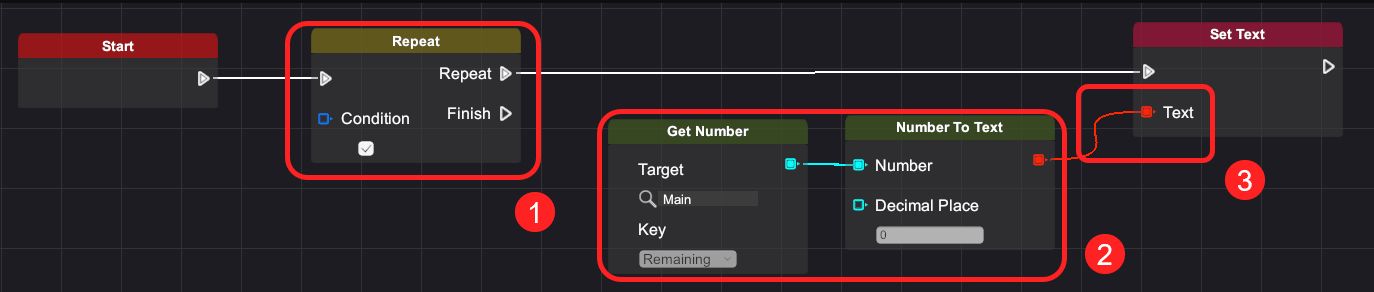 Start
Repeat
Repeat
Condition
Finish
1
Get Number
Target
Main
Key
Remaining
Number To Text
Number
Decimal Place
0
2
Set Text
Text
3